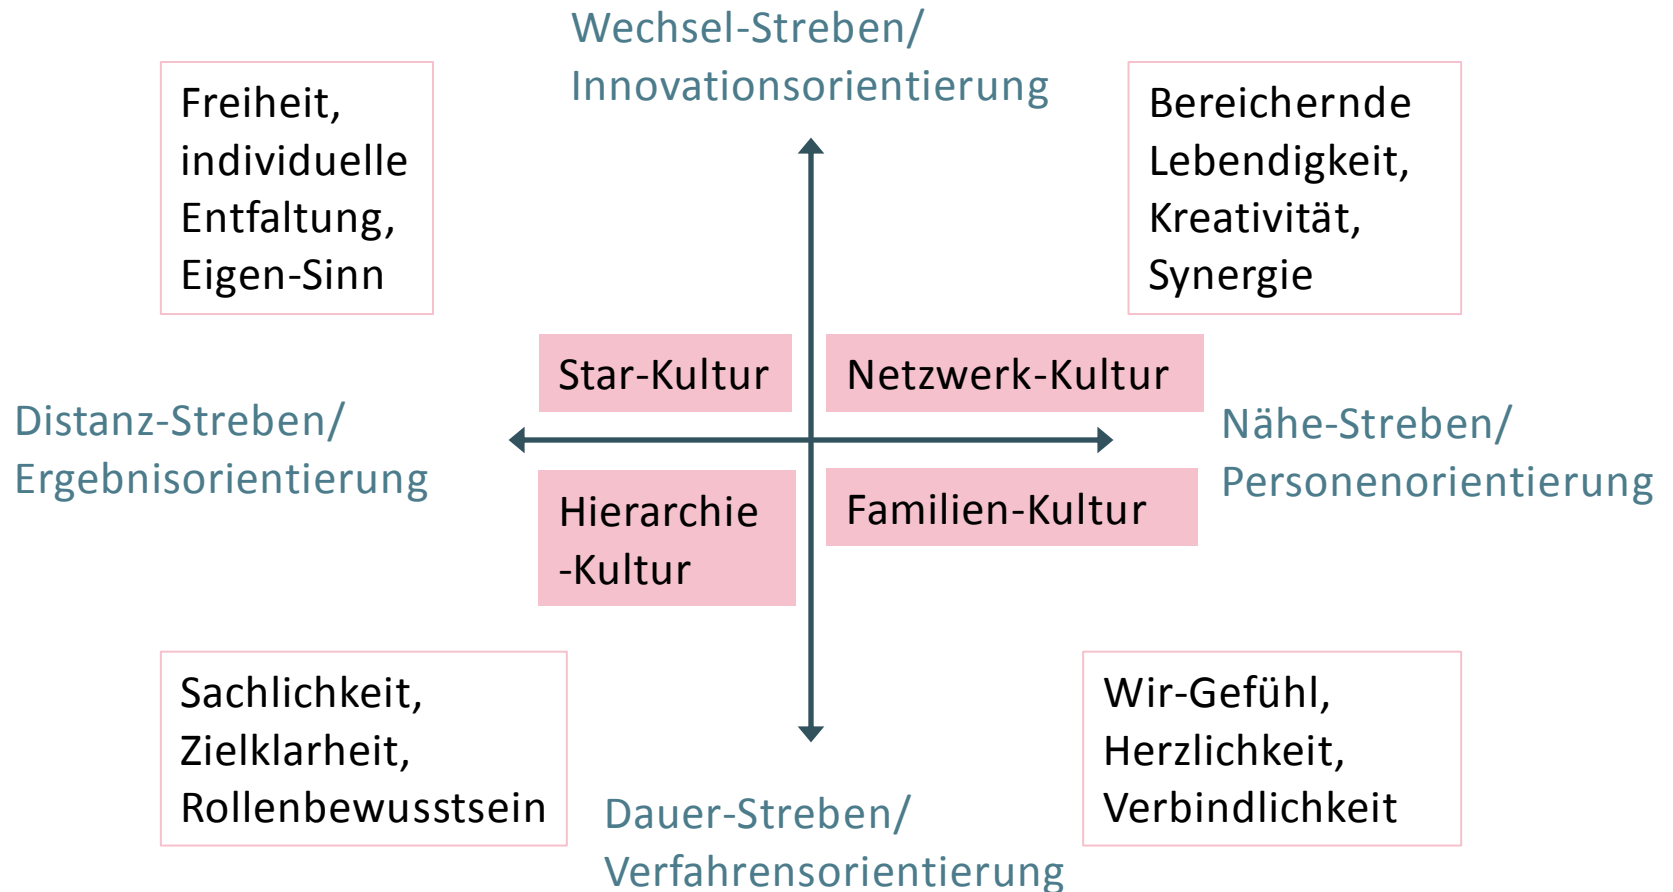 Wechsel-Streben/
Innovationsorientierung
Freiheit,
individuelle
Entfaltung,
Eigen-Sinn
Bereichernde
Lebendigkeit,
Kreativität,
Synergie
Star-Kultur
Netzwerk-Kultur
Distanz-Streben/
Ergebnisorientierung
Nähe-Streben/
Personenorientierung
Hierarchie
-Kultur
Familien-Kultur
Sachlichkeit,
Zielklarheit,
Rollenbewusstsein
Wir-Gefühl,
Herzlichkeit,
Verbindlichkeit
Dauer-Streben/
Verfahrensorientierung